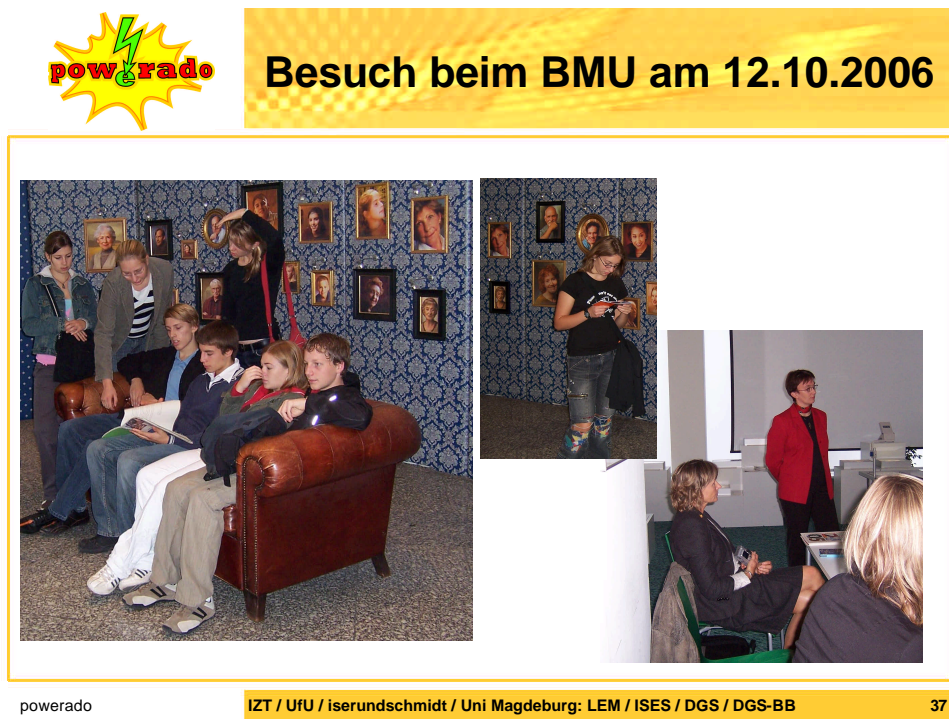 powerado
Besuch beim BMU am 12.10.2006
powerado
IZT / UfU / iserundschmidt / Uni Magdeburg: LEM / ISES / DGS / DGS-BB
37